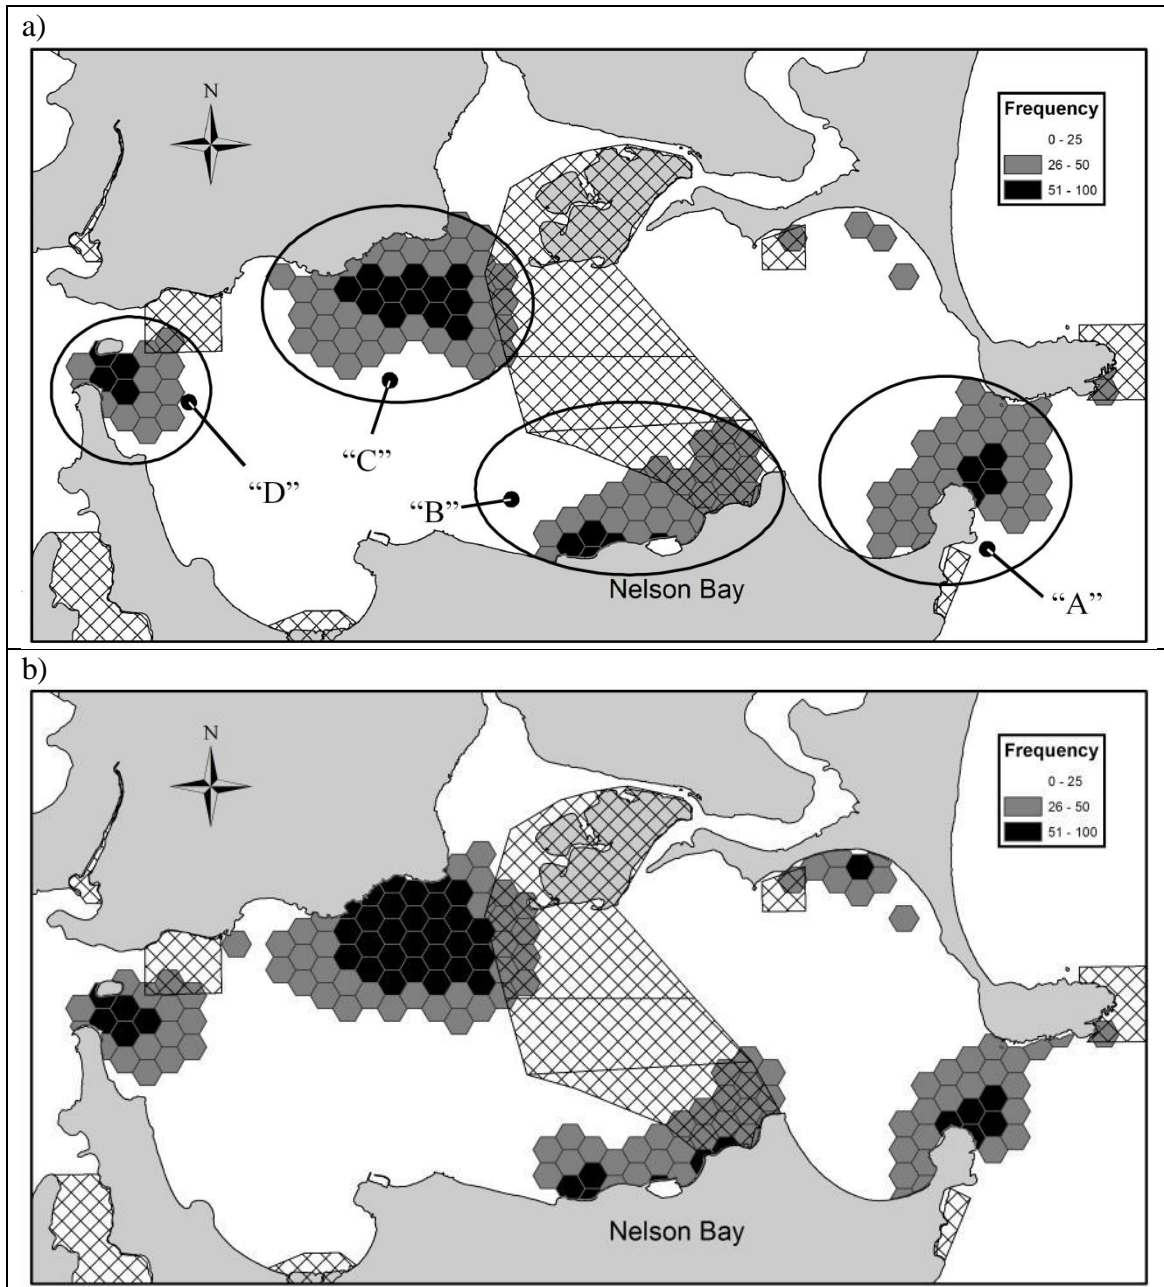 a)
N
Frequency
0 - 25
26 - 50
51 - 100
“C”
“D”
“B”
Nelson Bay
“A”
b)
N
Frequency
0 - 25
26 - 50
51 - 100
Nelson Bay